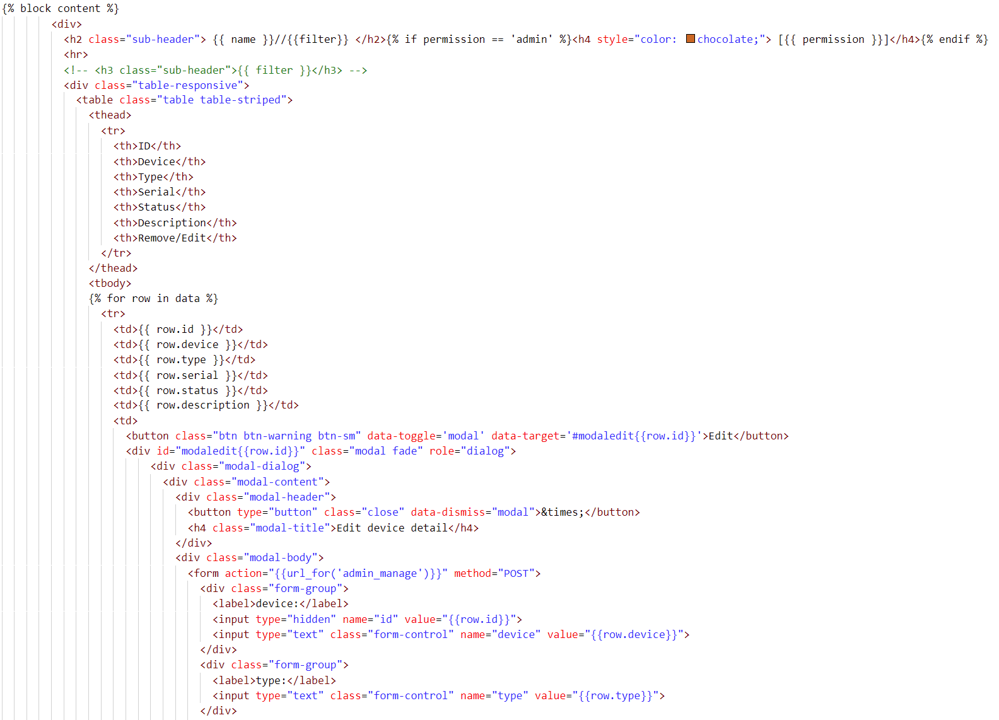 {% block content %}
<div>
<h2 class="sub-header"> {{ name }}//{{filter}} </h2>{% if permission == 'admin' %}<h4 style="color: chocolate;"> [{{ permission }}]</h4>{% endif %}
<hr>
<!-- <h3 class="sub-header">{{ filter }}</h3> -->
<div class="table-responsive">
<table class="table table-striped">
<thead>
<tr>
<th>ID</th>
<th>Device</th>
<th>Type</th>
<th>Serial</th>
<th>Status</th>
<th>Description</th>
<th>Remove/Edit</th>
</tr>
</thead>
<tbody>
{% for row in data %}
<tr>
<td>{{ row.id }}</td>
<td>{{ row.device }}</td>
<td>{{ row.type }}</td>
<td>{{ row.serial }}</td>
<td>{{ row.status }}</td>
<td>{{ row.description }}</td>
<td>
<button class="btn btn-warning btn-sm" data-toggle='modal' data-target='#modaledit{{row.id}}'>Edit</button>
<div id="modaledit{{row.id}}" class="modal fade" role="dialog">
<div class="modal-dialog">
<div class="modal-content">
<div class="modal-header">
<button type="button" class="close" data-dismiss="modal">&times;</button>
<h4 class="modal-title">Edit device detail</h4>
</div>
<div class="modal-body">
<form action="{{url_for('admin_manage')}}" method="POST">
<div class="form-group">
<label>device:</label>
<input type="hidden" name="id" value="{{row.id}}">
<input type="text" class="form-control" name="device" value="{{row.device}}">
</div>
<div class="form-group">
<label>type:</label>
<input type="text" class="form-control" name="type" value="{{row.type}}">
</div>